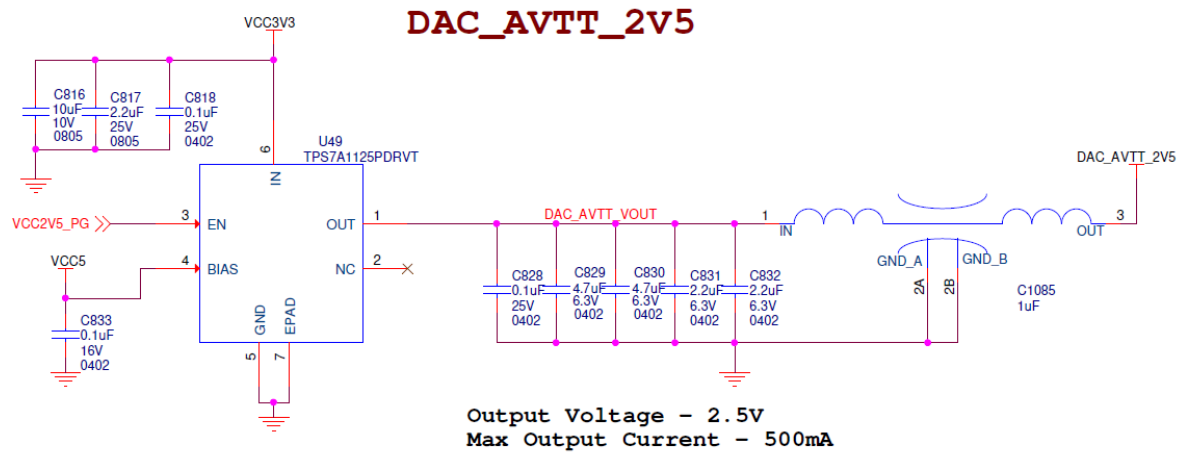 DAC_AVTT_2V5
VCC3V3
C816
10uF
10V
0805
C817
2.2uF
25V
0805
C818
0.1uF
25V
0402
U49
TPS7A1125PDRVT
6
IN
VCC2V5_PG
3
EN
VCC5
4
BIAS
OUT
1
NC
2
GND
EPAD
5
7
C833
0.1uF
16V
0402
DAC_AVTT_VOUT
C828
0.1uF
25V
0402
C829
4.7uF
6.3V
0402
C830
4.7uF
6.3V
0402
C831
2.2uF
6.3V
0402
C832
2.2uF
6.3V
0402
1
IN
GND_A
GND_B
2A
2B
OUT
3
DAC_AVTT_2V5
C1085
1uF
Output Voltage - 2.5V
Max Output Current - 500mA